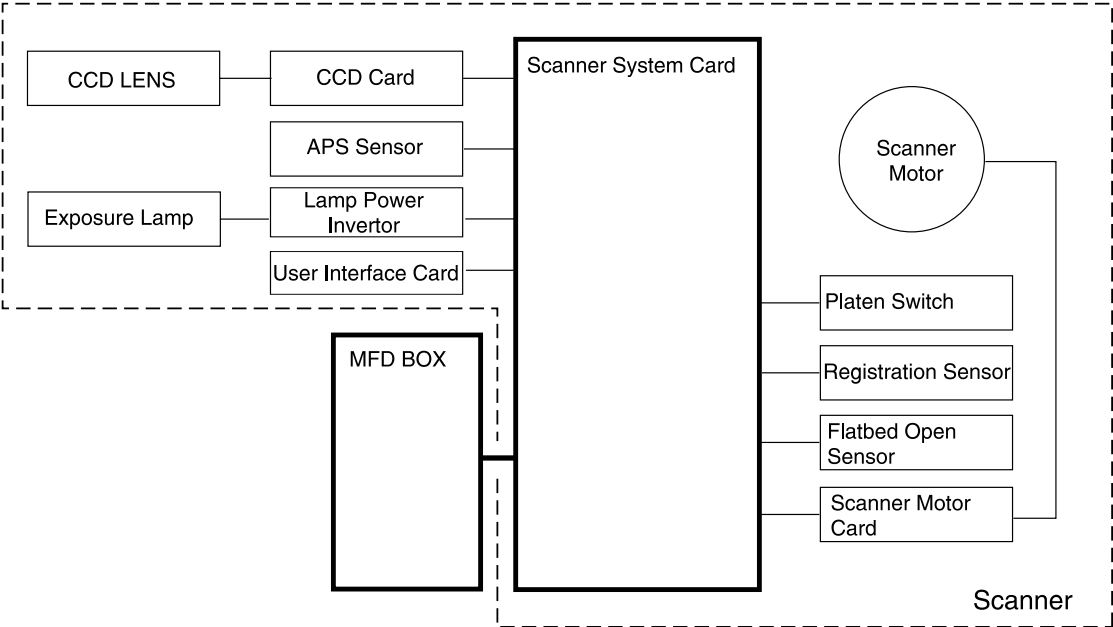 CCD LENS
CCD Card
Scanner System Card
APS Sensor
Exposure Lamp
Lamp Power
Invertor
User Interface Card
Scanner
Motor
MFD BOX
Platen Switch
Registration Sensor
Flatbed Open
Sensor
Scanner Motor
Card
Scanner